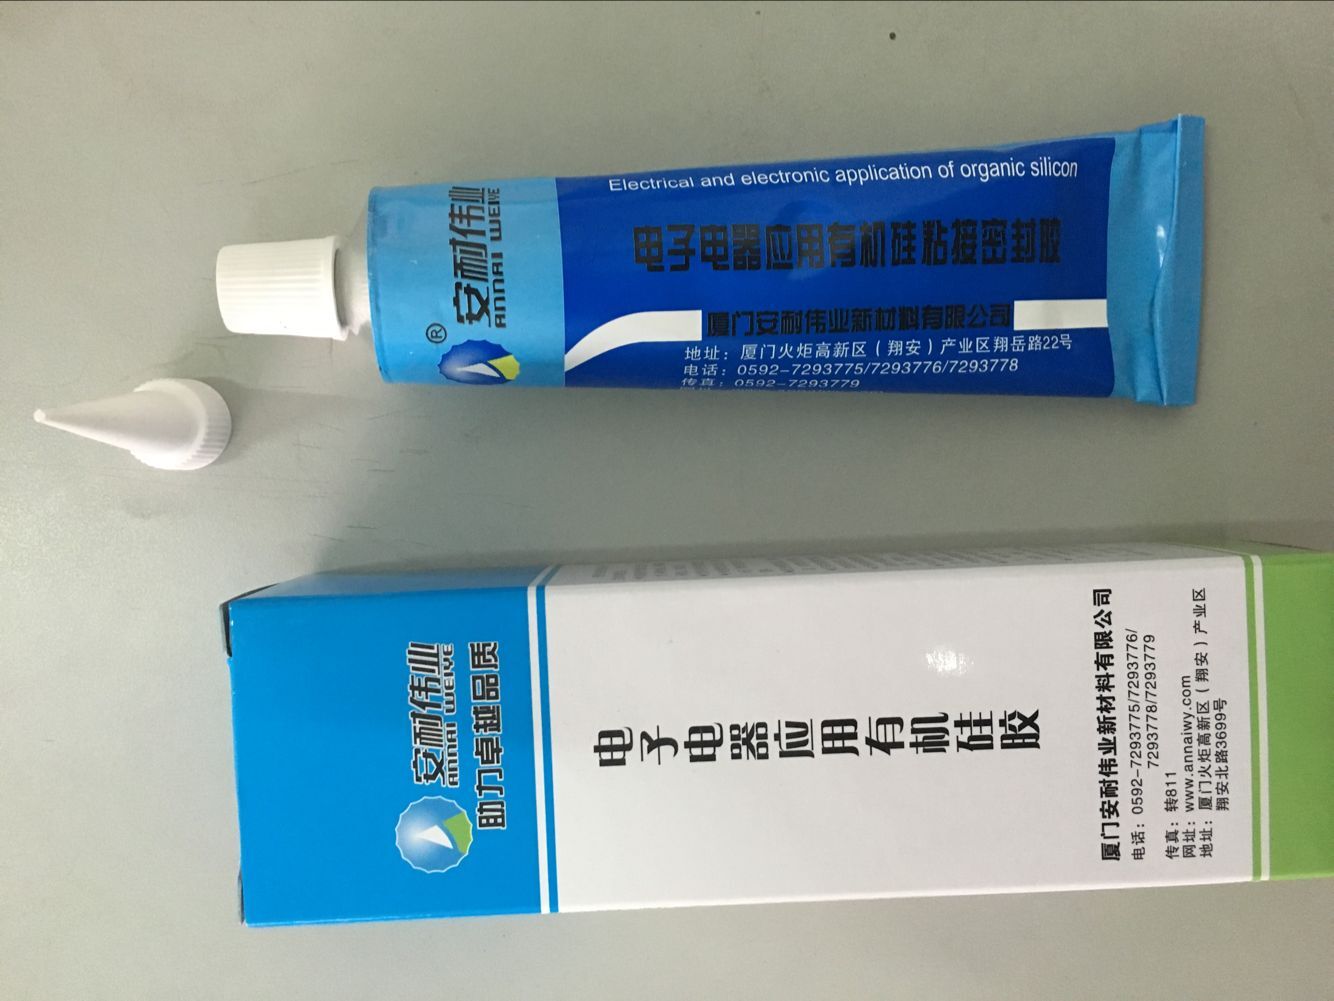 Electrical and electronic application of organic silicon
电子电器应用有机硅粘接密封胶
®
安耐伟业
ANNAI WEIYE
厦门安耐伟业新材料有限公司
地址：厦门火炬高新区（翔安）产业区翔岳路22号
电话：0592-7293775/7293776/7293778
传真：0592-7293779
安耐伟业
ANNAI WEIYE
助力卓越品质
电子电器应用有机硅胶
厦门安耐伟业新材料有限公司
电话：0592-7293775/7293776/
7293778/7293779
传真：转811
网址：www.annaiwy.com
地址：厦门火炬高新区（翔安）产业区
翔安北路3699号